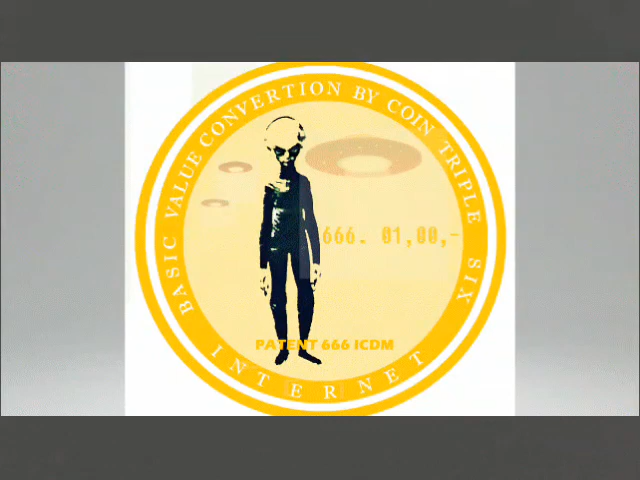 BASIC VALUE CONVERTION BY COIN TRIPLE SIX
666. 01,00,-
PATENT 666 ICDM
INTERNET